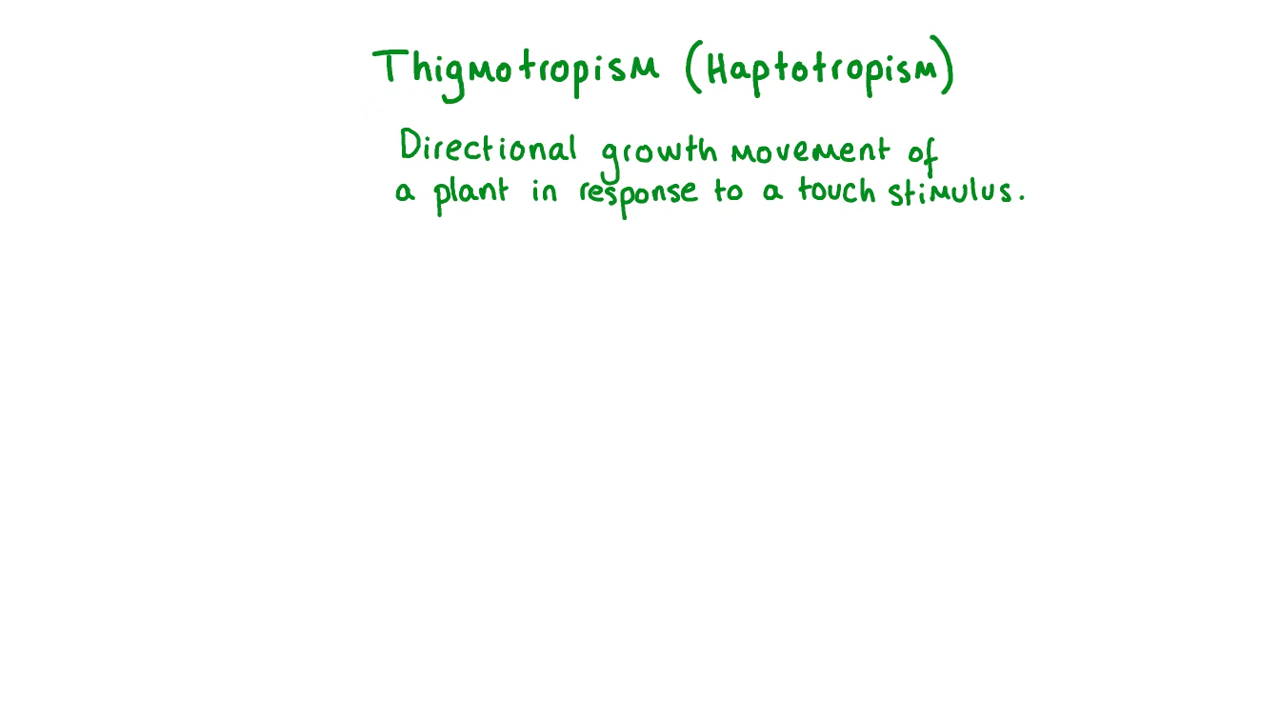 Thigmotropism (Haptotropism)
Directional growth movement of
a plant in response to a touch stimulus.